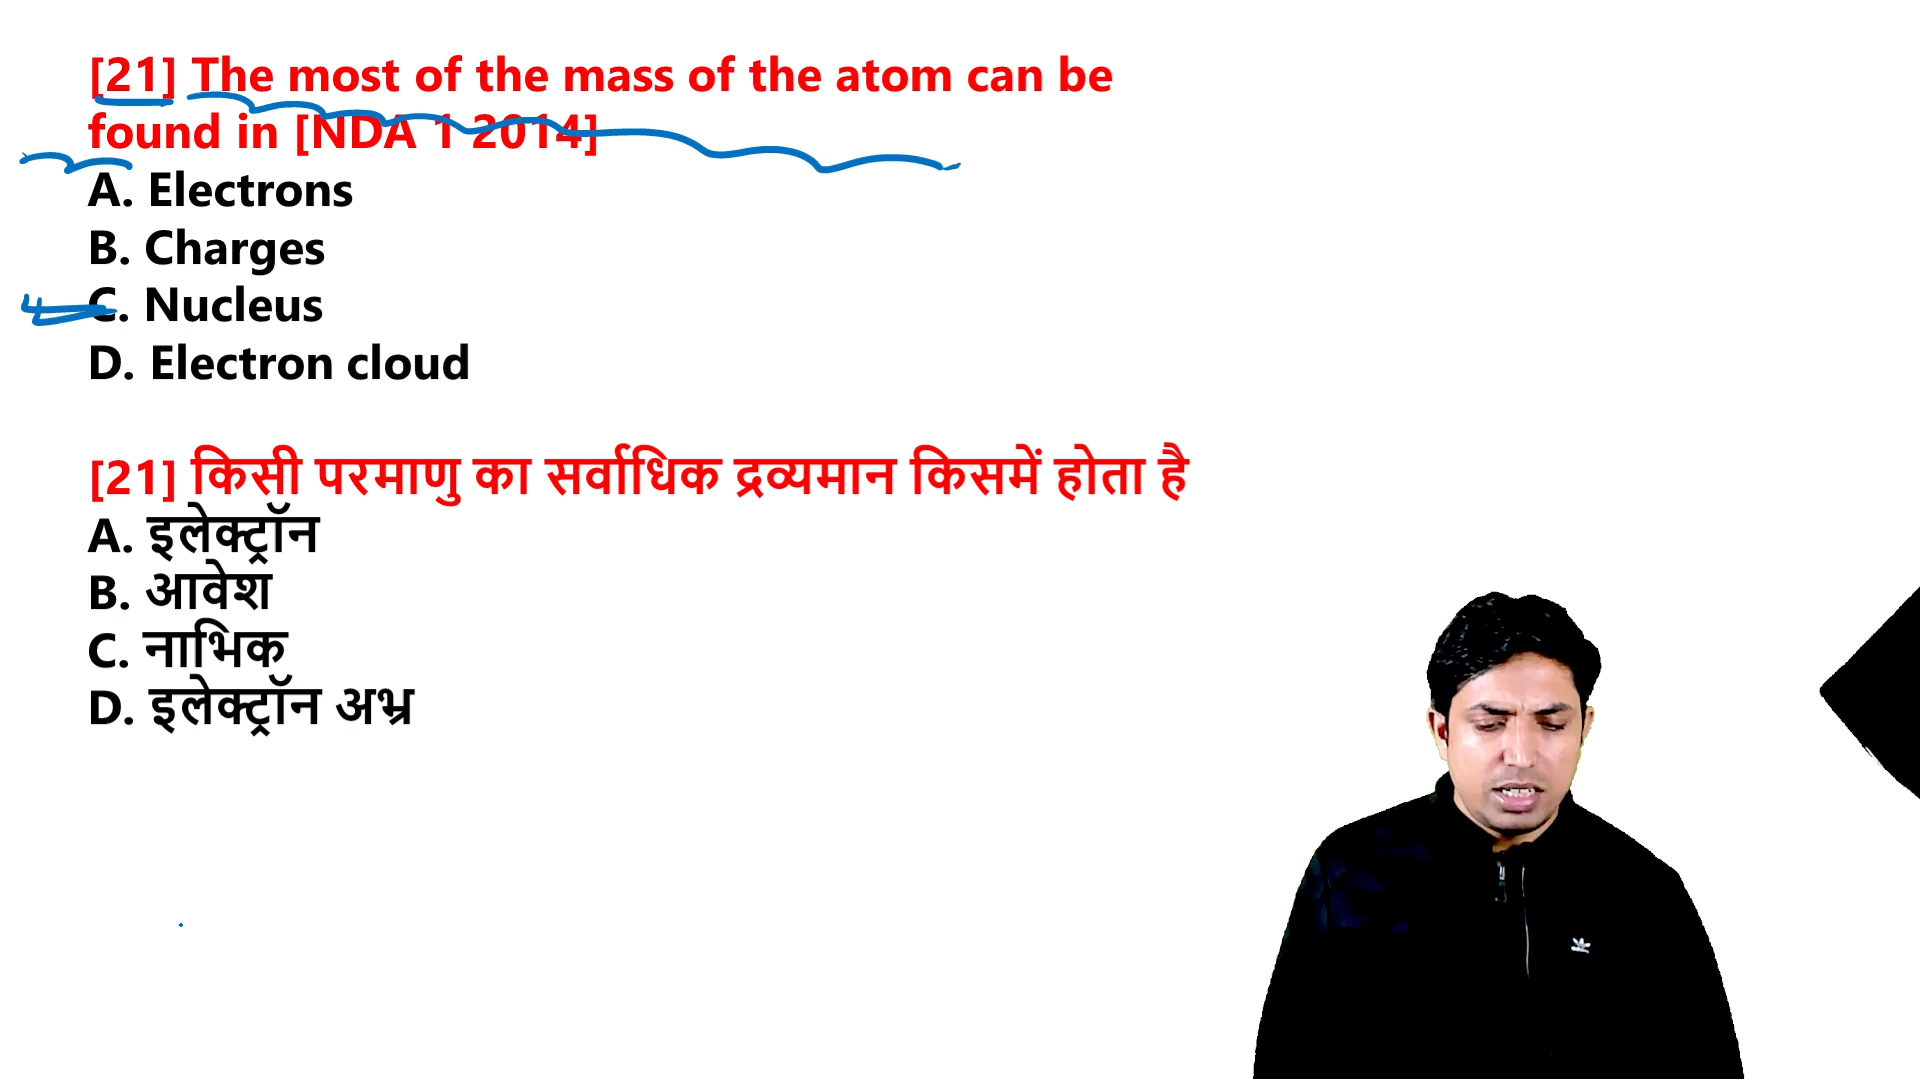 [21] The most of the mass of the atom can be
found in [NDA 1 2014]
A. Electrons
B. Charges
C. Nucleus
D. Electron cloud
[21] किसी परमाणु का सर्वाधिक द्रव्यमान किसमें होता है
A. इलेक्ट्रॉन
B. आवेश
C. नाभिक
D. इलेक्ट्रॉन अभ्र